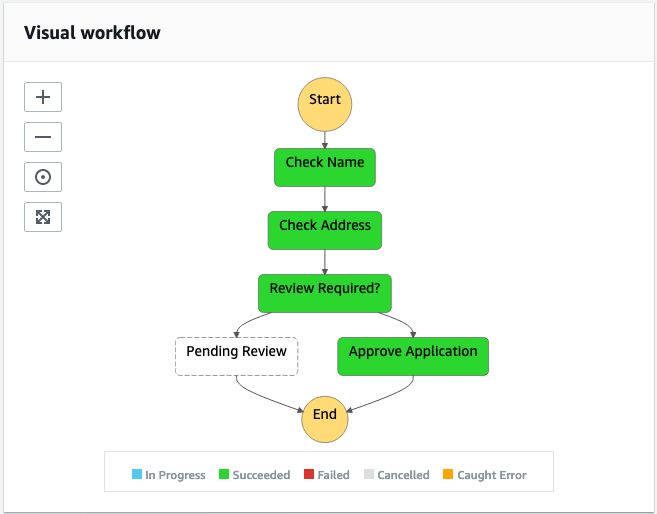 Visual workflow
Start
Check Name
Check Address
Review Required?
Pending Review
Approve Application
End
In Progress
Succeeded
Failed
Cancelled
Caught Error